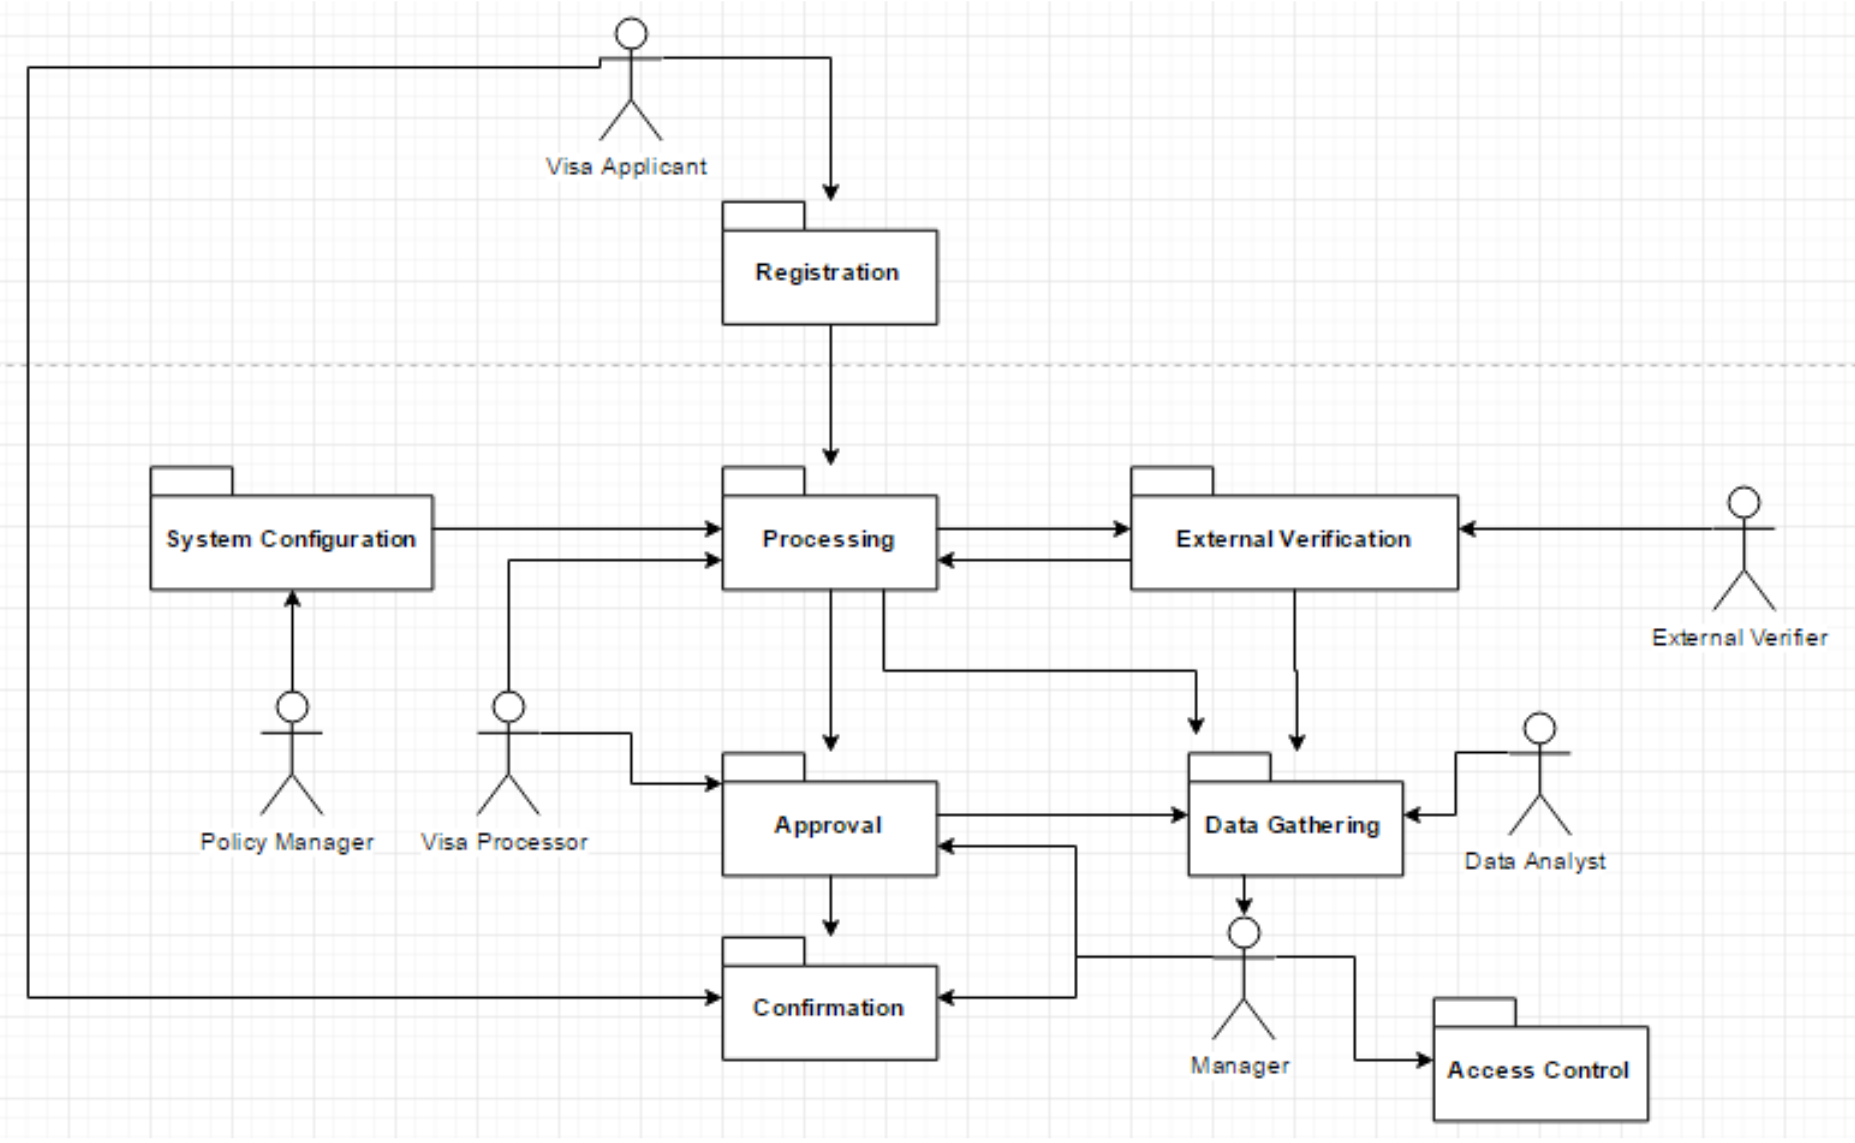 Visa Applicant
Registration
System Configuration
Processing
External Verification
External Verifier
Policy Manager
Visa Processor
Approval
Data Gathering
Data Analyst
Confirmation
Manager
Access Control